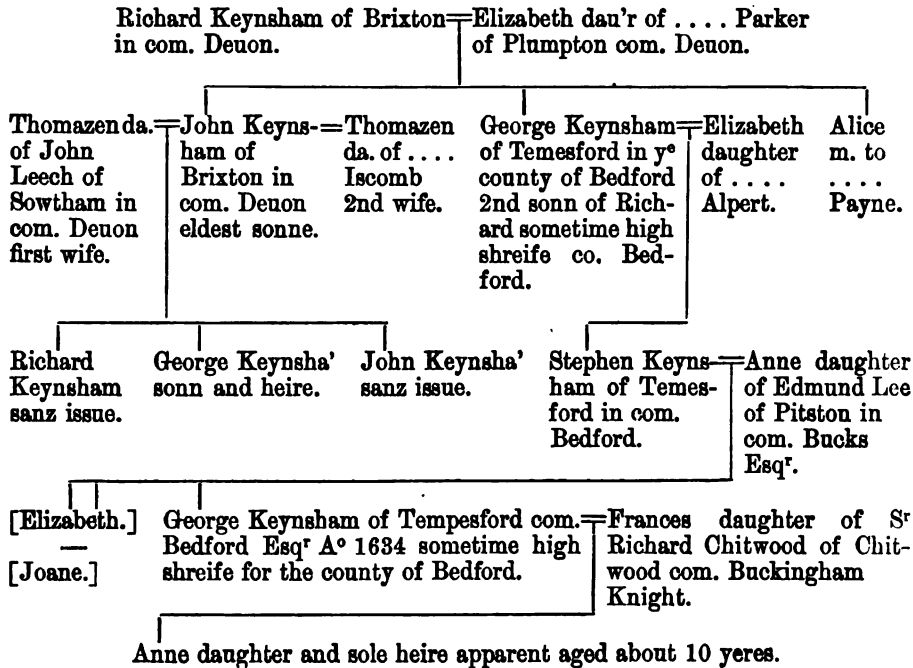 Richard Keynsham of Brixton=Elizabeth dau'r of . . . . Parker
in com. Deuon.
of Plumpton com. Deuon.
Thomazen da.
of John
Leech of
Sowtham in
com. Deuon
first wife.
=John Keyns-
ham of
Brixton in
com. Deuon
eldest sonne.
=Thomazen
da. of . . . .
Iscomb
2nd wife.
George Keynsham
of Temesford in yᵉ
county of Bedford
2nd sonn of Rich-
ard sometime high
shreife co. Bed-
ford.
=Elizabeth
daughter
of . . . .
Alpert.
Alice
m. to
. . . .
Payne.
Richard
Keynsham
sanz issue.
George Keynsha'
sonn and heire.
John Keynsha'
sanz issue.
Stephen Keyns-
ham of Temes-
ford in com.
Bedford.
=Anne daughter
of Edmund Lee
of Pitston in
com. Bucks
Esqʳ.
[Elizabeth.]
—
[Joane.]
George Keynsham of Tempesford com.
Bedford Esqʳ Aᵒ 1634 sometime high
shreife for the county of Bedford.
=Frances daughter of Sʳ
Richard Chitwood of Chit-
wood com. Buckingham
Knight.
Anne daughter and sole heire apparent aged about 10 yeres.